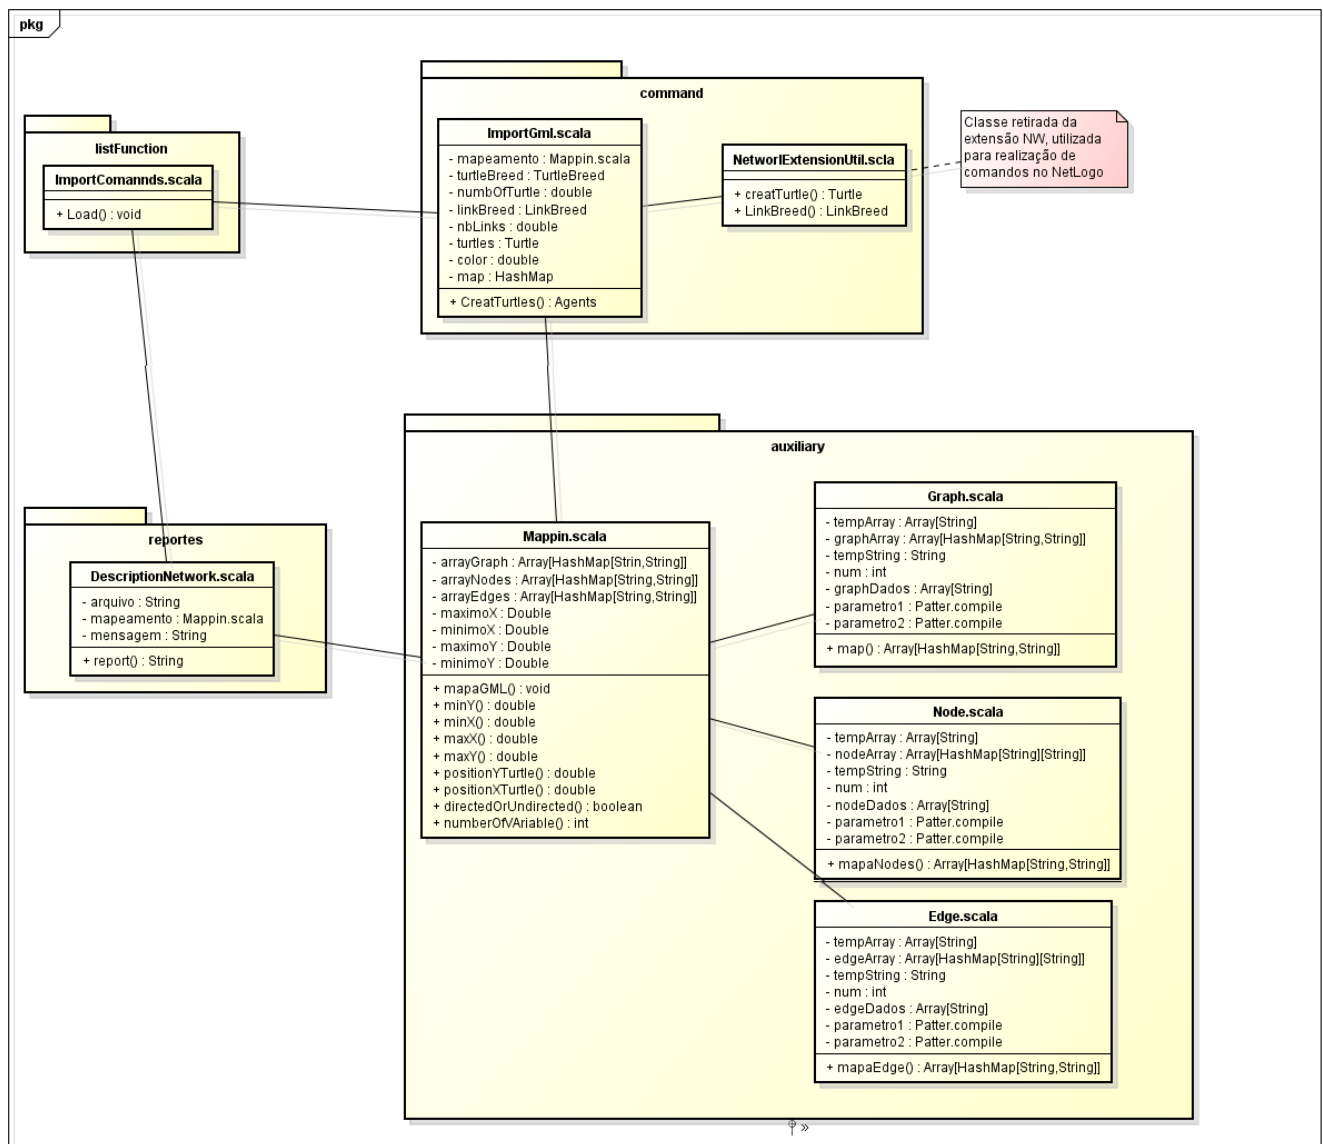 pkg
command
ImportGml.scala
- mapeamento : Mappin.scala
- turtleBreed : TurtleBreed
- numbOfTurtle : double
- linkBreed : LinkBreed
- nbLinks : double
- turtles : Turtle
- color : double
- map : HashMap
+ CreatTurtles() : Agents
NetworlExtensionUtil.scla
+ creatTurtle() : Turtle
+ LinkBreed() : LinkBreed
Classe retirada da
extensão NW, utilizada
para realização de
comandos no NetLogo
listFunction
ImportComannds.scala
+ Load() : void
reportes
DescriptionNetwork.scala
- arquivo : String
- mapeamento : Mappin.scala
- mensagem : String
+ report() : String
auxiliary
Mappin.scala
- arrayGraph : Array[HashMap[Strin,String]]
- arrayNodes : Array[HashMap[String,String]]
- arrayEdges : Array[HashMap[String,String]]
- maximoX : Double
- minimoX : Double
- maximoY : Double
- minimoY : Double
+ mapaGML() : void
+ minY() : double
+ minX() : double
+ maxX() : double
+ maxY() : double
+ positionYTurtle() : double
+ positionXTurtle() : double
+ directedOrUndirected() : boolean
+ numberOfVAriable() : int
Graph.scala
- tempArray : Array[String]
- graphArray : Array[HashMap[String,String]]
- tempString : String
- num : int
- graphDados : Array[String]
- parametro1 : Patter.compile
- parametro2 : Patter.compile
+ map() : Array[HashMap[String,String]]
Node.scala
- tempArray : Array[String]
- nodeArray : Array[HashMap[String][String]]
- tempString : String
- num : int
- nodeDados : Array[String]
- parametro1 : Patter.compile
- parametro2 : Patter.compile
+ mapaNodes() : Array[HashMap[String,String]]
Edge.scala
- tempArray : Array[String]
- edgeArray : Array[HashMap[String][String]]
- tempString : String
- num : int
- edgeDados : Array[String]
- parametro1 : Patter.compile
- parametro2 : Patter.compile
+ mapaEdge() : Array[HashMap[String,String]]